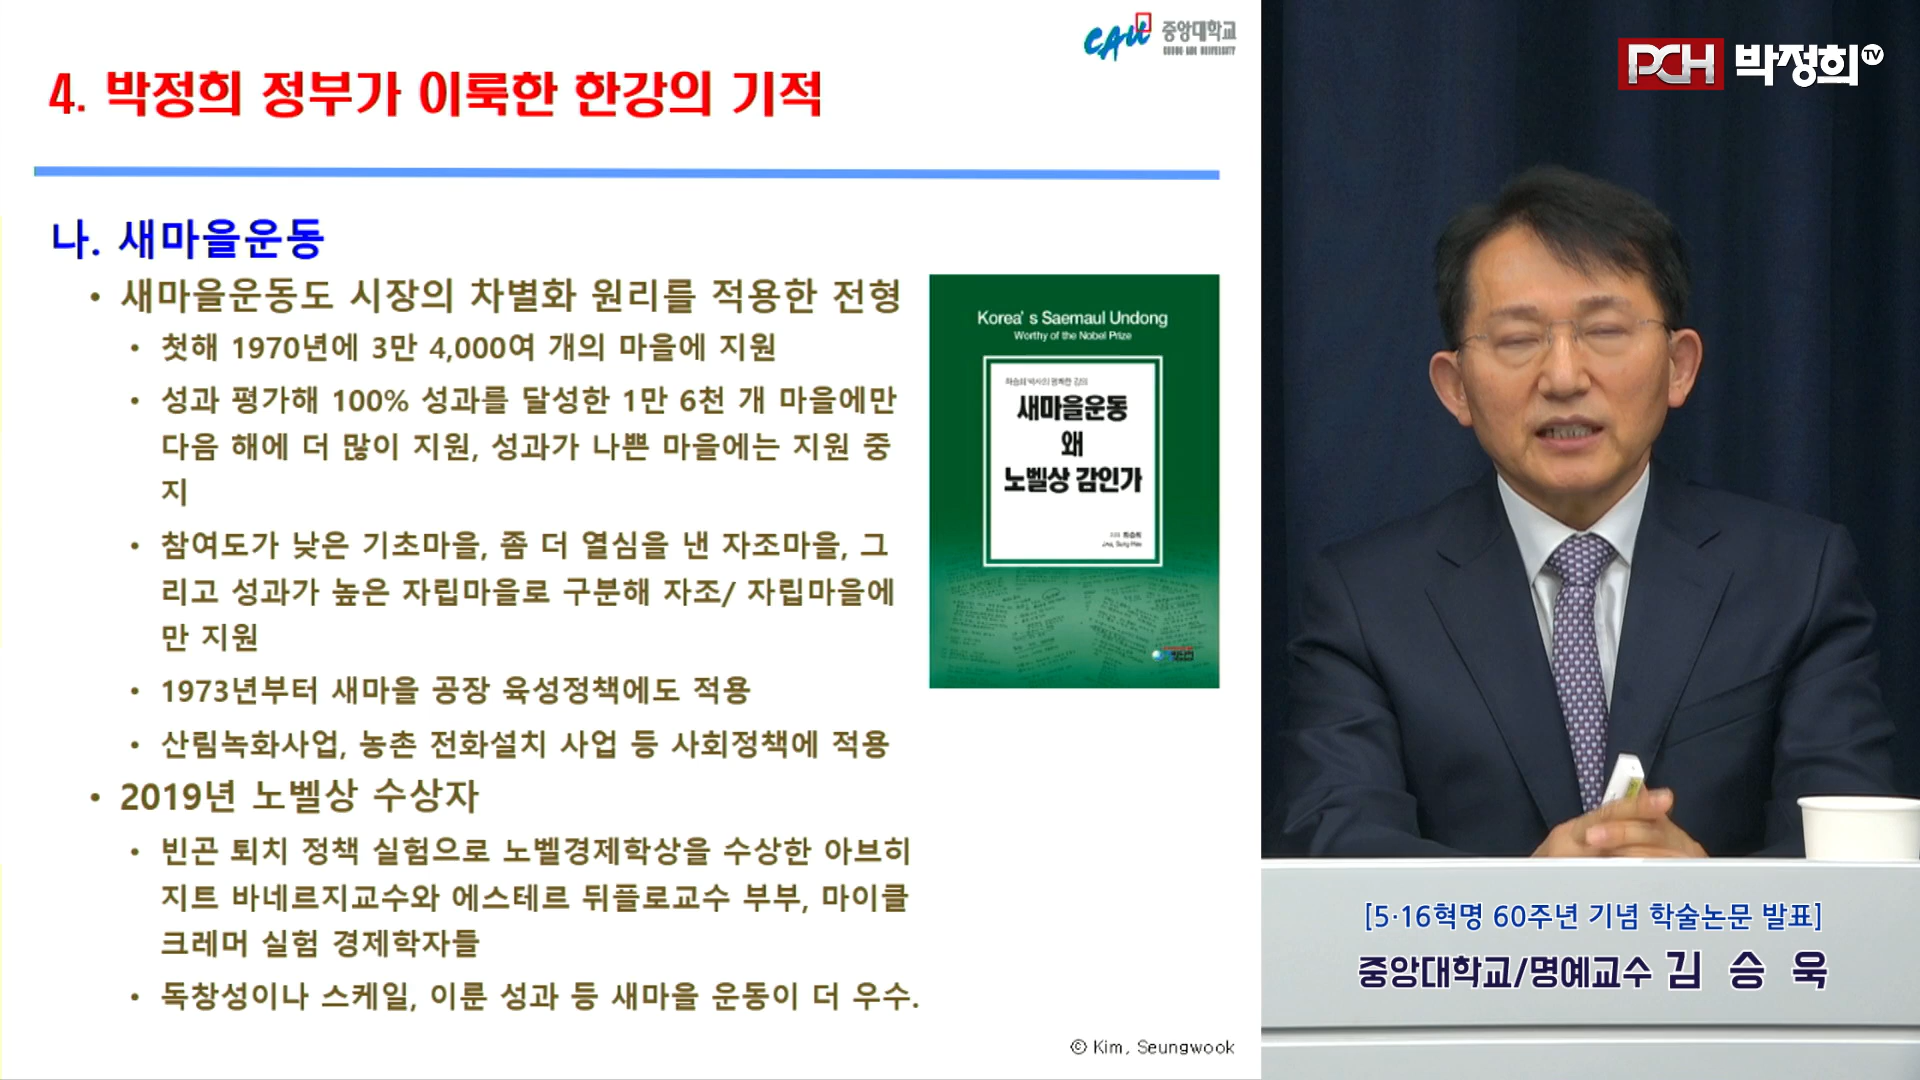 CAU 중앙대학교
CHUNG-ANG UNIVERSITY
4. 박정희 정부가 이룩한 한강의 기적
나. 새마을운동
• 새마을운동도 시장의 차별화 원리를 적용한 전형
• 첫해 1970년에 3만 4,000여 개의 마을에 지원
• 성과 평가해 100% 성과를 달성한 1만 6천 개 마을에만
다음 해에 더 많이 지원, 성과가 나쁜 마을에는 지원 중
지
• 참여도가 낮은 기초마을, 좀 더 열심을 낸 자조마을, 그
리고 성과가 높은 자립마을로 구분해 자조/ 자립마을에
만 지원
• 1973년부터 새마을 공장 육성정책에도 적용
• 산림녹화사업, 농촌 전화설치 사업 등 사회정책에 적용
• 2019년 노벨상 수상자
• 빈곤 퇴치 정책 실험으로 노벨경제학상을 수상한 아브히
지트 바네르지교수와 에스테르 뒤플로교수 부부, 마이클
크레머 실험 경제학자들
• 독창성이나 스케일, 이룬 성과 등 새마을 운동이 더 우수.
Korea's Saemaul Undong
Worthy of the Nobel Prize
새마을운동
왜
노벨상 감인가
© Kim, Seungwook
PCH 박정희TV
[5·16혁명 60주년 기념 학술논문 발표]
중앙대학교/명예교수 김 승 욱